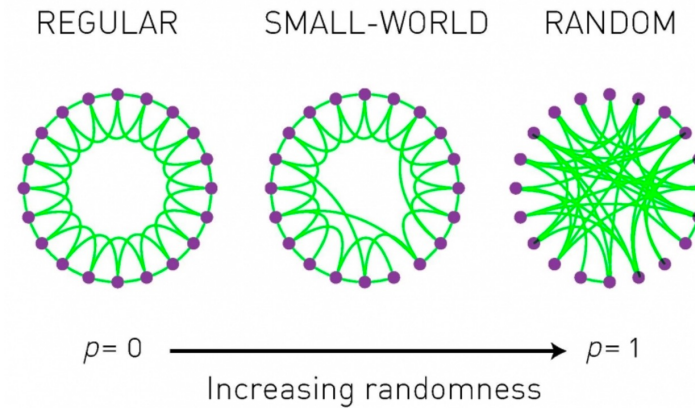 REGULAR SMALL-WORLD RANDOM
p= 0 p= 1
Increasing randomness